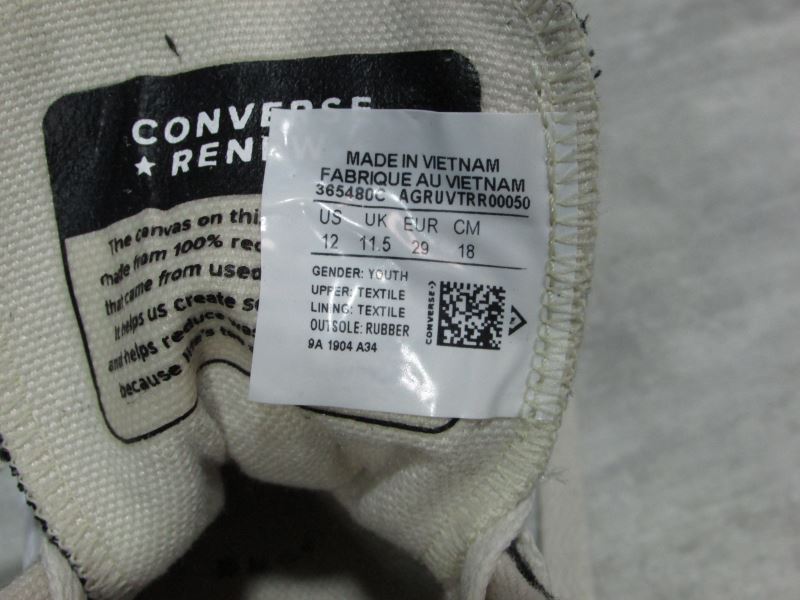 CONVERSE
★ RENEW
The canvas on this
made from 100%
that came from used
It helps us create
and helps reduce
because
MADE IN VIETNAM
FABRIQUE AU VIETNAM
365480C AGRUVTRR00050
US UK EUR CM
12 11.5 29 18
GENDER: YOUTH
UPPER: TEXTILE
LINING: TEXTILE
OUTSOLE: RUBBER
9A 1904 A34
CONVERSE